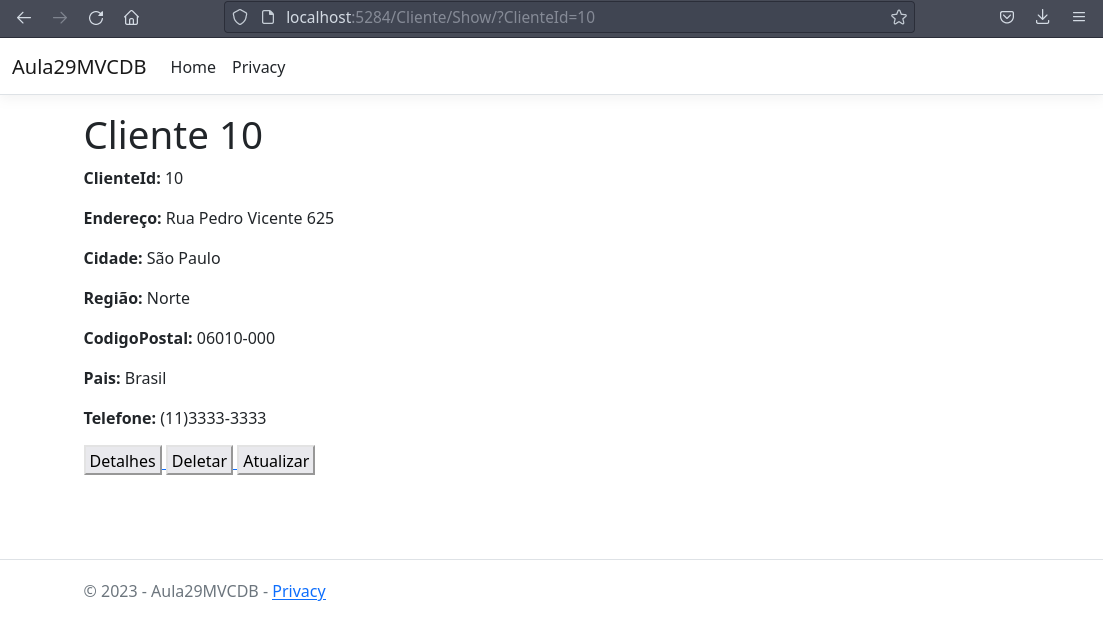 localhost:5284/Cliente/Show/?ClienteId=10
Aula29MVCDB Home Privacy
Cliente 10
ClienteId: 10
Endereço: Rua Pedro Vicente 625
Cidade: São Paulo
Região: Norte
CodigoPostal: 06010-000
Pais: Brasil
Telefone: (11)3333-3333
Detalhes Deletar Atualizar
© 2023 - Aula29MVCDB - Privacy